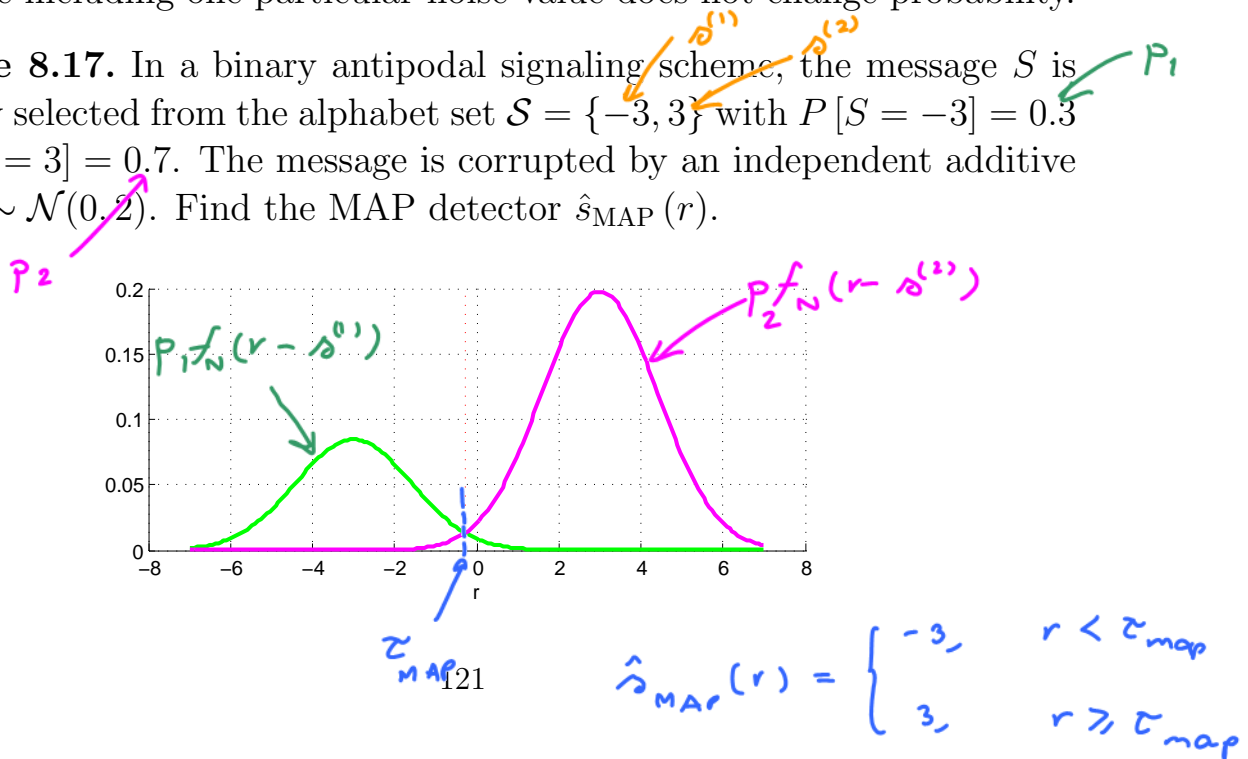 including one particular noise value does not change probability.
s^(1) s^(2)
8.17. In a binary antipodal signaling scheme, the message S is
P1
selected from the alphabet set S = {−3, 3} with P [S = −3] = 0.3
= 3] = 0.7. The message is corrupted by an independent additive
∼ N(0, 2). Find the MAP detector ŝMAP (r).
P2
P2 fN(r − s^(2))
P1 fN(r − s^(1))
0.2
0.15
0.1
0.05
0
−8 −6 −4 −2 0 2 4 6 8
r
τMAP
121
ŝMAP(r) = { −3, r < τmap
3, r ⩾ τmap